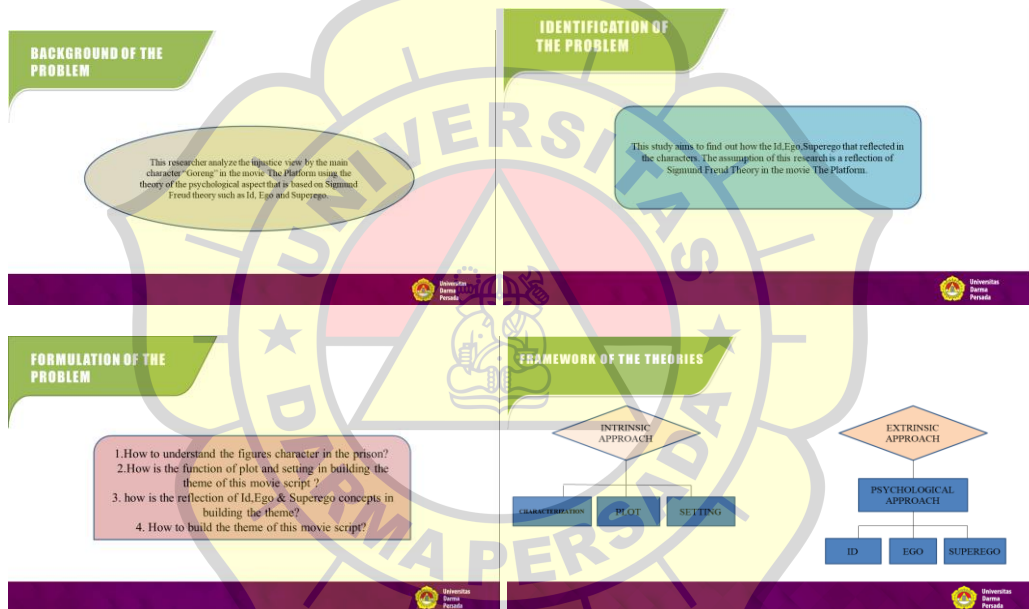 BACKGROUND OF THE
PROBLEM
This researcher analyze the injustice view by the main
character "Goreng" in the movie The Platform using the
theory of the psychological aspect that is based on Sigmund
Freud theory such as Id, Ego and Superego.
Universitas
Darma
Persada
IDENTIFICATION OF
THE PROBLEM
This study aims to find out how the Id,Ego,Superego that reflected in
the characters. The assumption of this research is a reflection of
Sigmund Freud Theory in the movie The Platform.
Universitas
Darma
Persada
FORMULATION OF THE
PROBLEM
1.How to understand the figures character in the prison?
2.How is the function of plot and setting in building the
theme of this movie script ?
3. how is the reflection of Id,Ego & Superego concepts in
building the theme?
4. How to build the theme of this movie script?
Universitas
Darma
Persada
FRAMEWORK OF THE THEORIES
INTRINSIC
APPROACH
CHARACTERIZATION
PLOT
SETTING
EXTRINSIC
APPROACH
PSYCHOLOGICAL
APPROACH
ID
EGO
SUPEREGO
Universitas
Darma
Persada
UNIVERSITAS
DARMA PERSADA